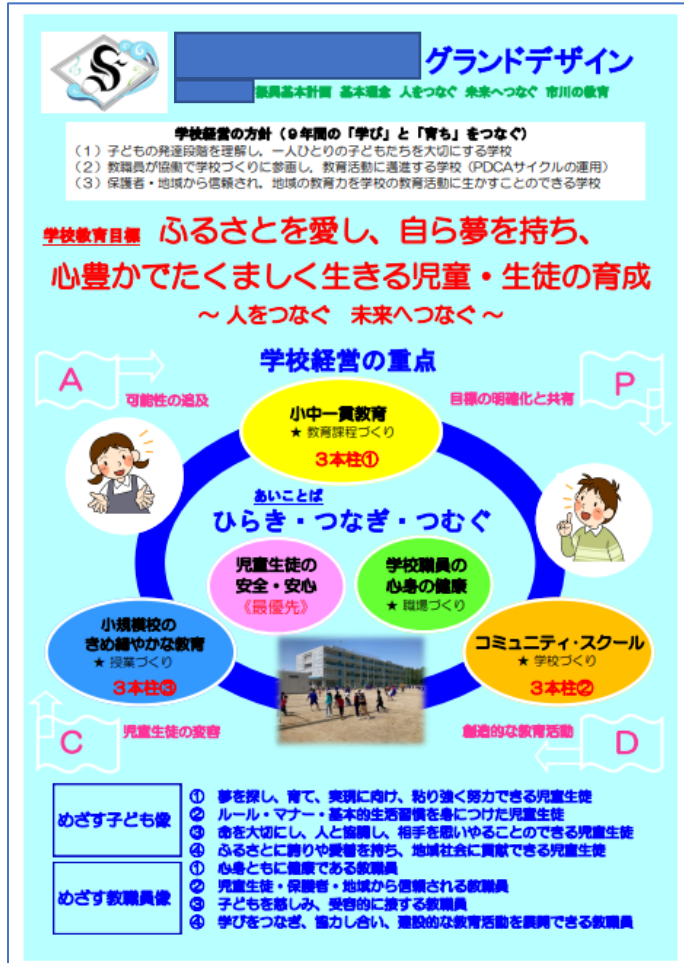 S
グランドデザイン
振興基本計画 基本理念 人をつなぐ 未来へつなぐ 市川の教育
学校経営の方針（９年間の「学び」と「育ち」をつなぐ）
（１）子どもの発達段階を理解し，一人ひとりの子どもたちを大切にする学校
（２）教職員が協働で学校づくりに参画し，教育活動に邁進する学校（PDCAサイクルの運用）
（３）保護者・地域から信頼され，地域の教育力を学校の教育活動に生かすことのできる学校
学校教育目標 ふるさとを愛し、自ら夢を持ち、
心豊かでたくましく生きる児童・生徒の育成
～人をつなぐ 未来へつなぐ～
学校経営の重点
A
可能性の追及
P
目標の明確化と共有
小中一貫教育
★ 教育課程づくり
３本柱①
あいことば
ひらき・つなぎ・つむぐ
児童生徒の
安全・安心
《最優先》
学校職員の
心身の健康
★ 職場づくり
小規模校の
きめ細やかな教育
★ 授業づくり
３本柱③
コミュニティ・スクール
★ 学校づくり
３本柱②
C
児童生徒の変容
創造的な教育活動
D
めざす子ども像
① 夢を探し、育て、実現に向け、粘り強く努力できる児童生徒
② ルール・マナー・基本的生活習慣を身につけた児童生徒
③ 命を大切にし、人と協調し、相手を思いやることのできる児童生徒
④ ふるさとに誇りや愛着を持ち、地域社会に貢献できる児童生徒
めざす教職員像
① 心身ともに健康である教職員
② 児童生徒・保護者・地域から信頼される教職員
③ 子どもを慈しみ、受容的に接する教職員
④ 学びをつなぎ、協力し合い、建設的な教育活動を展開できる教職員